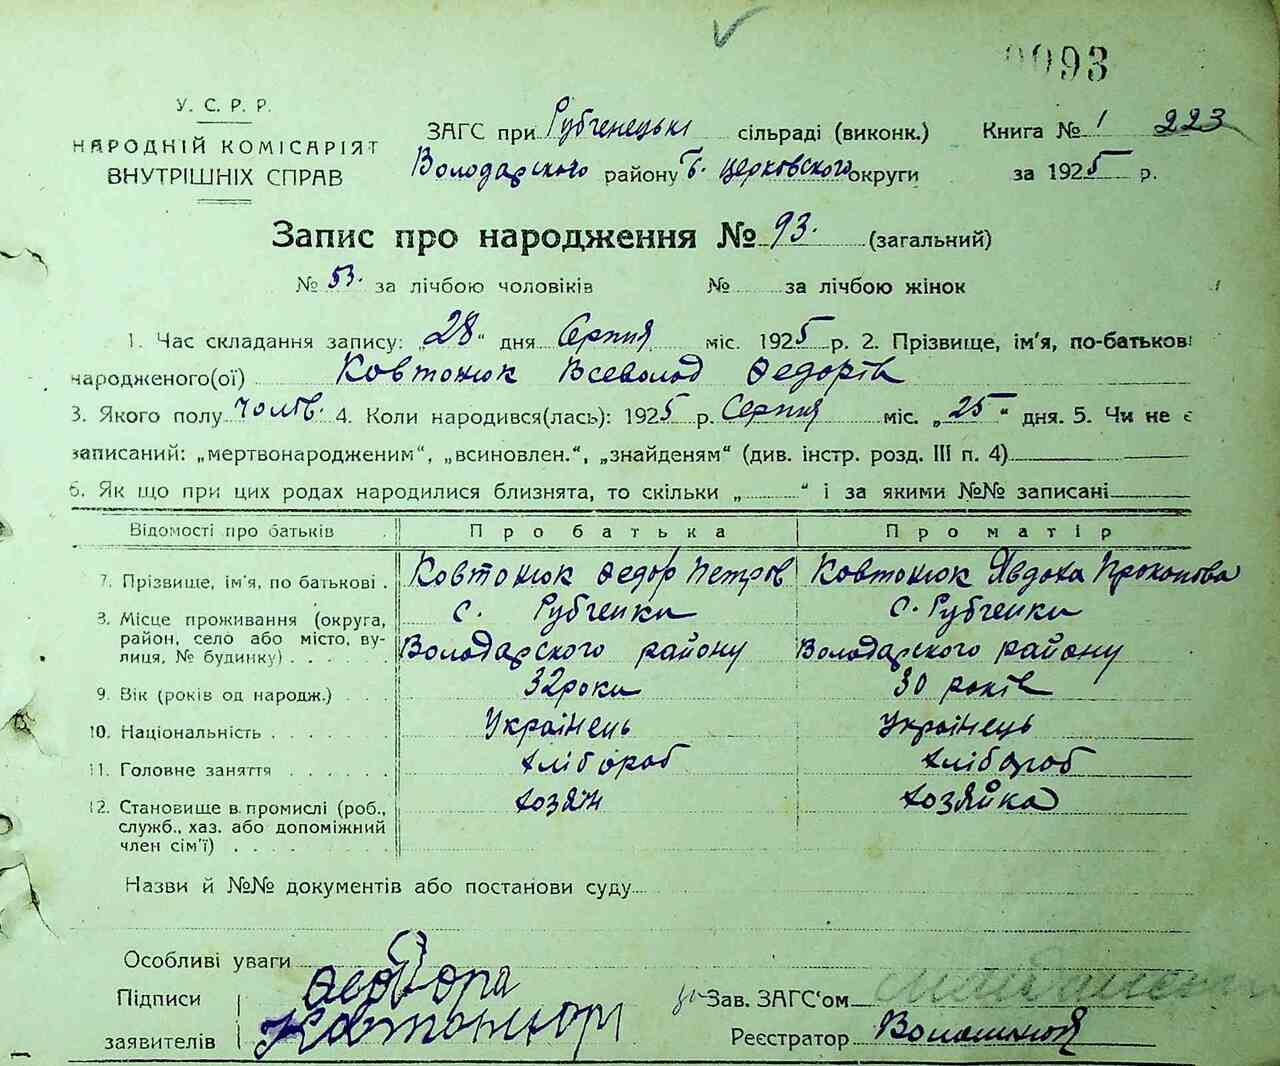 0093
У. С. Р. Р.
НАРОДНІЙ КОМІСАРІЯТ
ВНУТРІШНІХ СПРАВ
ЗАГС при Рубченецькі сільраді (виконк.) Книга № 1 223
Володарского району Б. церковского округи за 1925 р.
Запис про народження № 93. (загальний)
№ 53. за лічбою чоловіків № за лічбою жінок
1. Час складання запису: „28" дня Серпня міс. 1925 р. 2. Прізвище, ім'я, по-батькові
народженого(ої) Ковтонюк Всеволод Федорів
3. Якого полу чолов. 4. Коли народився(лась): 1925 р. Серпня міс. „25" дня. 5. Чи не є
записаний: „мертвонародженим", „всиновлен.", „знайденям" (див. інстр. розд. III п. 4)
6. Як що при цих родах народилися близнята, то скільки „ " і за якими №№ записані
Відомості про батьків Про батька Про матір
7. Прізвище, ім'я, по батькові . Ковтонюк Федор Петров Ковтонюк Явдоха Прокопова
8. Місце проживання (округа, с. Рубченки с. Рубченки
район, село або місто, ву-
лиця, № будинку) . . . . . Володарского району Володарского району
9. Вік (років од народж.) . . . 32 роки 30 років
10. Національність . . . . . Українець Українець
11. Головне заняття . . . . . . хлібороб хлібороб
12. Становище в промислі (роб., хозяін хозяйка
служб., хаз. або допоміжний
член сім'ї) . . . . . .
Назви й №№ документів або постанови суду
Особливі уваги
Підписи Федора
Зав. ЗАГС'ом
заявителів
Реєстратор